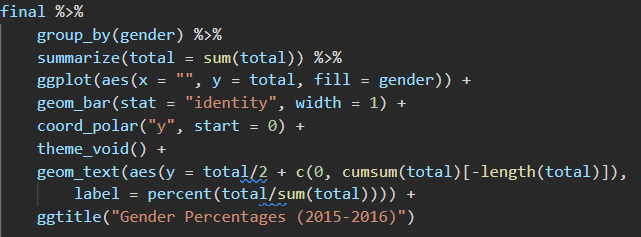 final %>%
group_by(gender) %>%
summarize(total = sum(total)) %>%
ggplot(aes(x = "", y = total, fill = gender)) +
geom_bar(stat = "identity", width = 1) +
coord_polar("y", start = 0) +
theme_void() +
geom_text(aes(y = total/2 + c(0, cumsum(total)[-length(total)]),
label = percent(total/sum(total)))) +
ggtitle("Gender Percentages (2015-2016)")